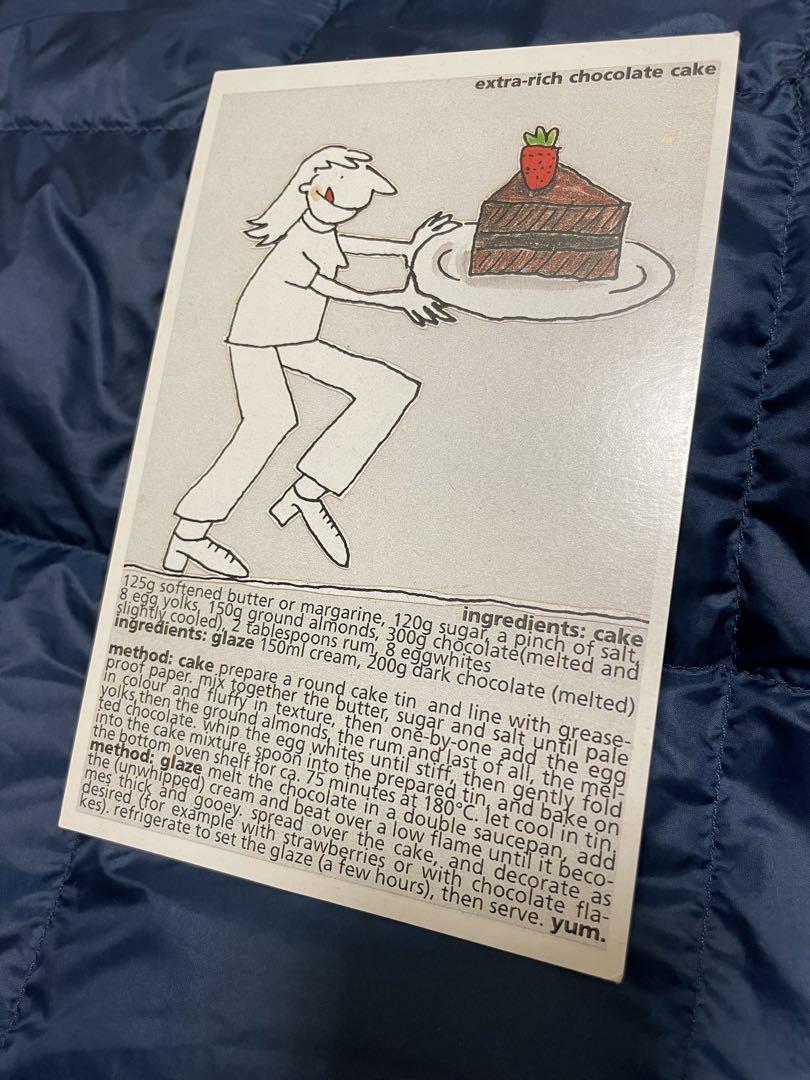 extra-rich chocolate cake
ingredients: cake
125g softened butter or margarine, 120g sugar, a pinch of salt,
8 egg yolks, 150g ground almonds, 300g chocolate(melted and
slightly cooled), 2 tablespoons rum, 8 eggwhites
ingredients: glaze 150ml cream, 200g dark chocolate (melted)
method: cake prepare a round cake tin and line with grease-
proof paper. mix together the butter, sugar and salt until pale
in colour and fluffy in texture, then one-by-one add the egg
yolks, then the ground almonds, the rum and last of all, the mel-
ted chocolate. whip the egg whites until stiff, then gently fold
into the cake mixture. spoon into the prepared tin, and bake on
the bottom oven shelf for ca. 75 minutes at 180°C. let cool in tin.
method: glaze melt the chocolate in a double saucepan, add
the (unwhipped) cream and beat over a low flame until it beco-
mes thick and gooey. spread over the cake, and decorate as
desired (for example with strawberries or with chocolate fla-
kes). refrigerate to set the glaze (a few hours), then serve. yum.